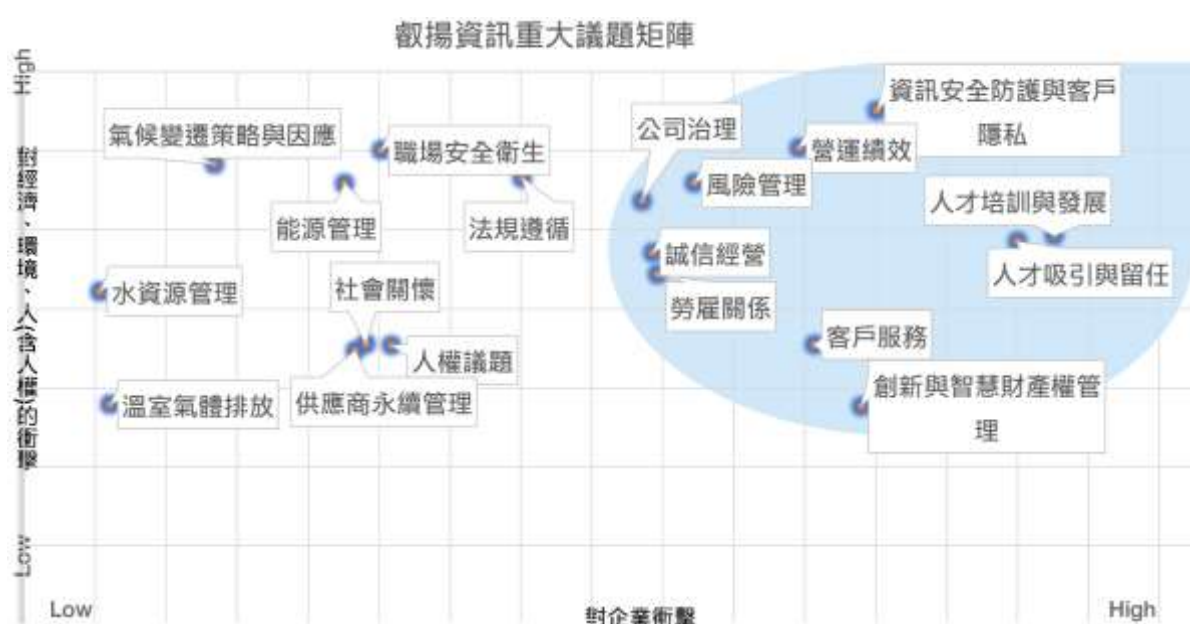 叡揚資訊重大議題矩陣
High
對經濟、環境、人(含人權)的衝擊
Low
資訊安全防護與客戶
隱私
公司治理
氣候變遷策略與因應
職場安全衛生
營運績效
風險管理
人才培訓與發展
能源管理
法規遵循
誠信經營
人才吸引與留任
水資源管理
社會關懷
勞雇關係
客戶服務
人權議題
溫室氣體排放
供應商永續管理
創新與智慧財產權管
理
Low
對企業衝擊
High